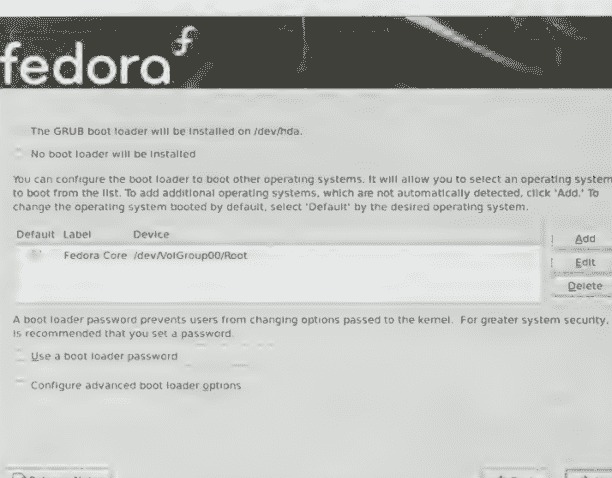 fedora f
The GRUB boot loader will be installed on /dev/hda.
No boot loader will be installed
You can configure the boot loader to boot other operating systems. It will allow you to select an operating system
to boot from the list. To add additional operating systems, which are not automatically detected, click 'Add.' To
change the operating system booted by default, select 'Default' by the desired operating system.
Default Label Device
Add
Fedora Core /dev/VolGroup00/Root
Edit
Delete
A boot loader password prevents users from changing options passed to the kernel. For greater system security,
is recommended that you set a password.
Use a boot loader password
Configure advanced boot loader options